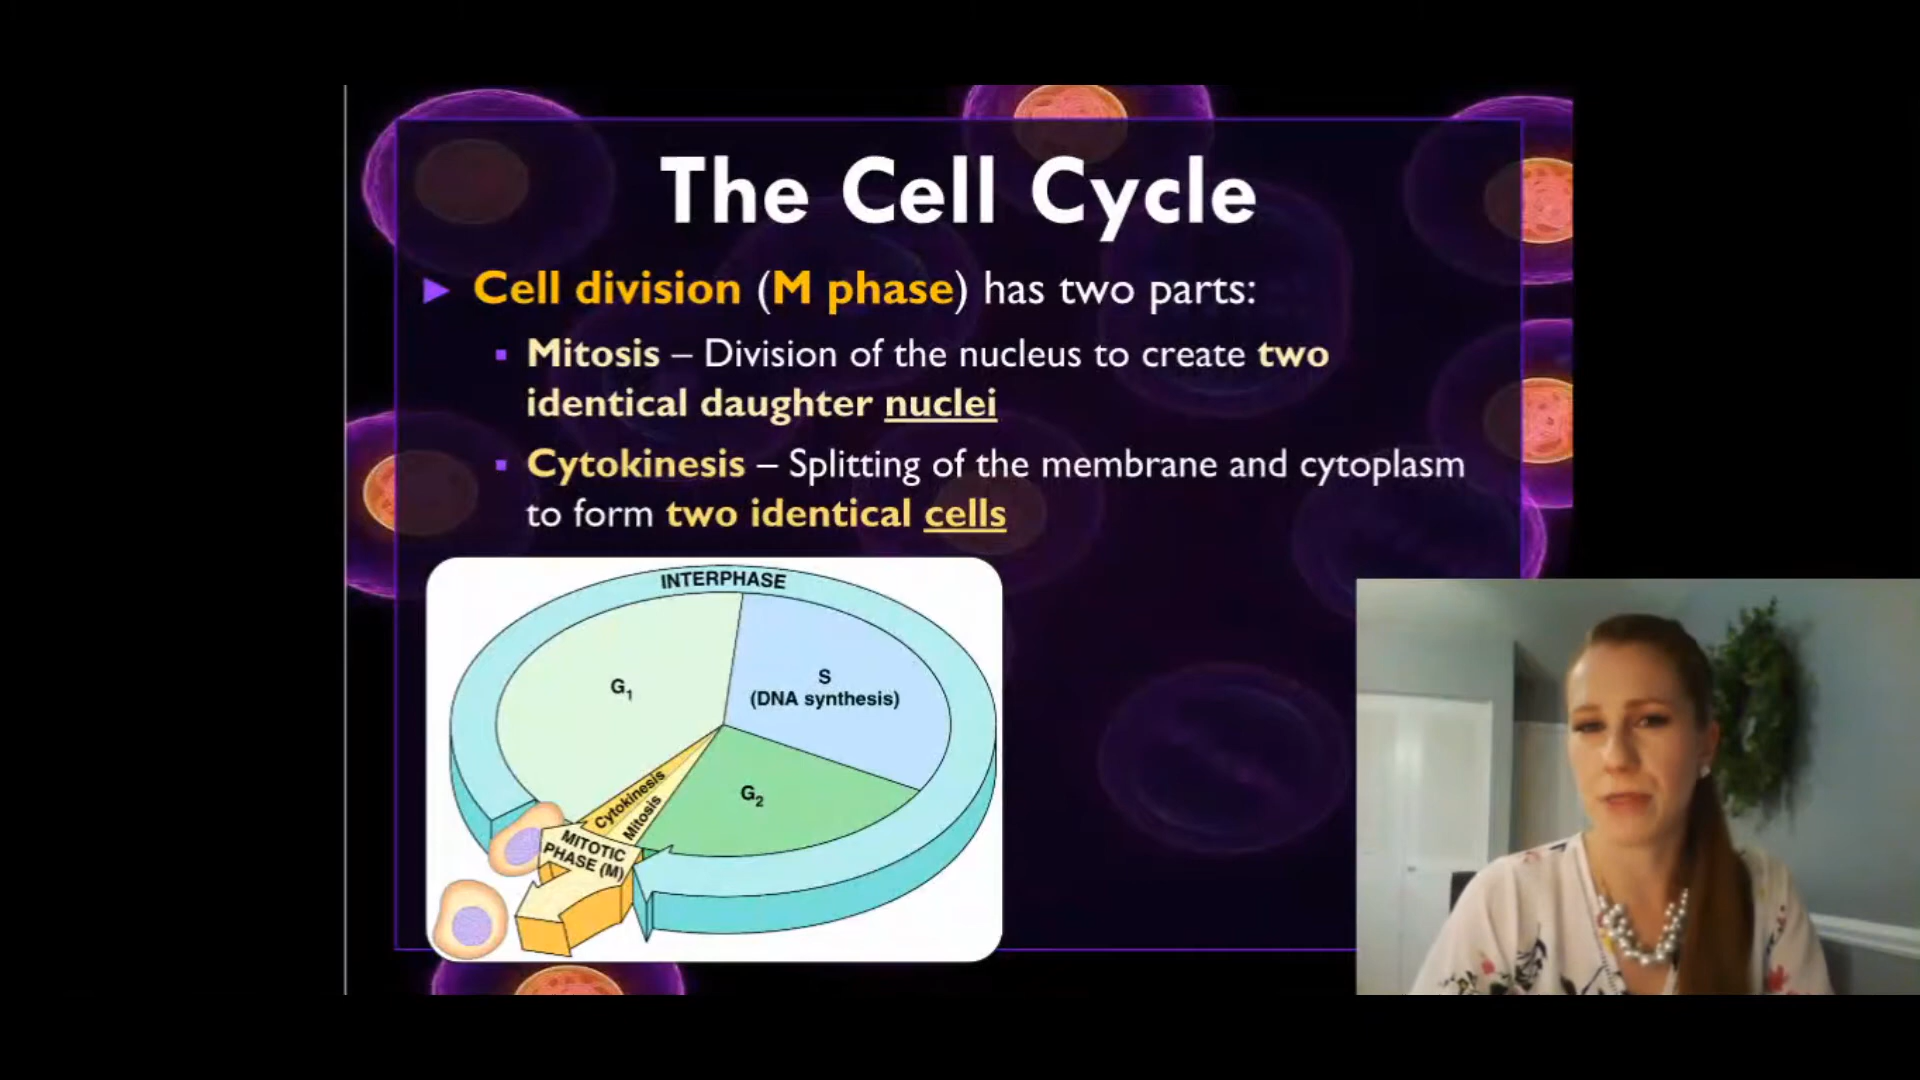 The Cell Cycle
Cell division (M phase) has two parts:
Mitosis – Division of the nucleus to create two
identical daughter nuclei
Cytokinesis – Splitting of the membrane and cytoplasm
to form two identical cells
INTERPHASE
G1
S
(DNA synthesis)
G2
Cytokinesis
Mitosis
MITOTIC
PHASE (M)